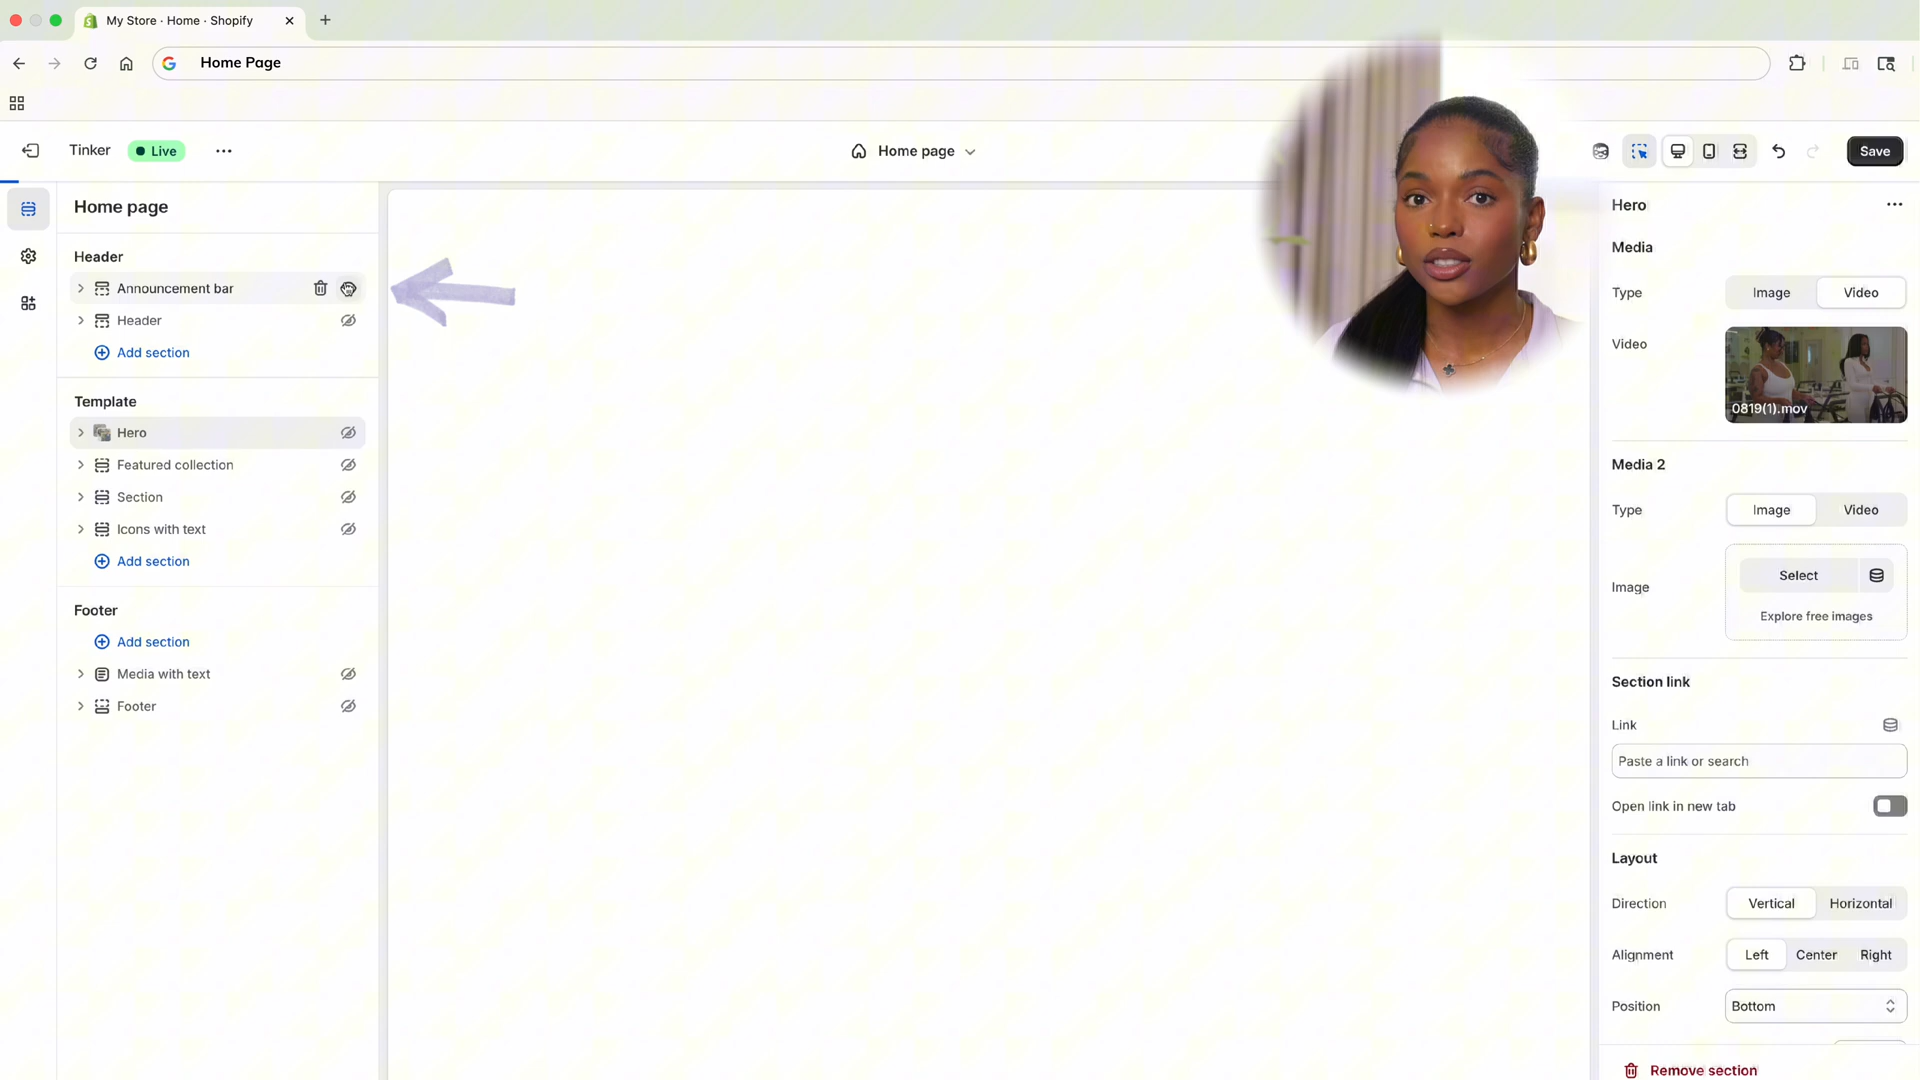 My Store · Home · Shopify
Home Page
Tinker
Live
Home page
Save
Home page
Header
Announcement bar
Header
Add section
Template
Hero
Featured collection
Section
Icons with text
Add section
Footer
Add section
Media with text
Footer
Hero
Media
Type Image Video
Video
0819(1).mov
Media 2
Type Image Video
Image Select
Explore free images
Section link
Link
Paste a link or search
Open link in new tab
Layout
Direction Vertical Horizontal
Alignment Left Center Right
Position Bottom
Remove section